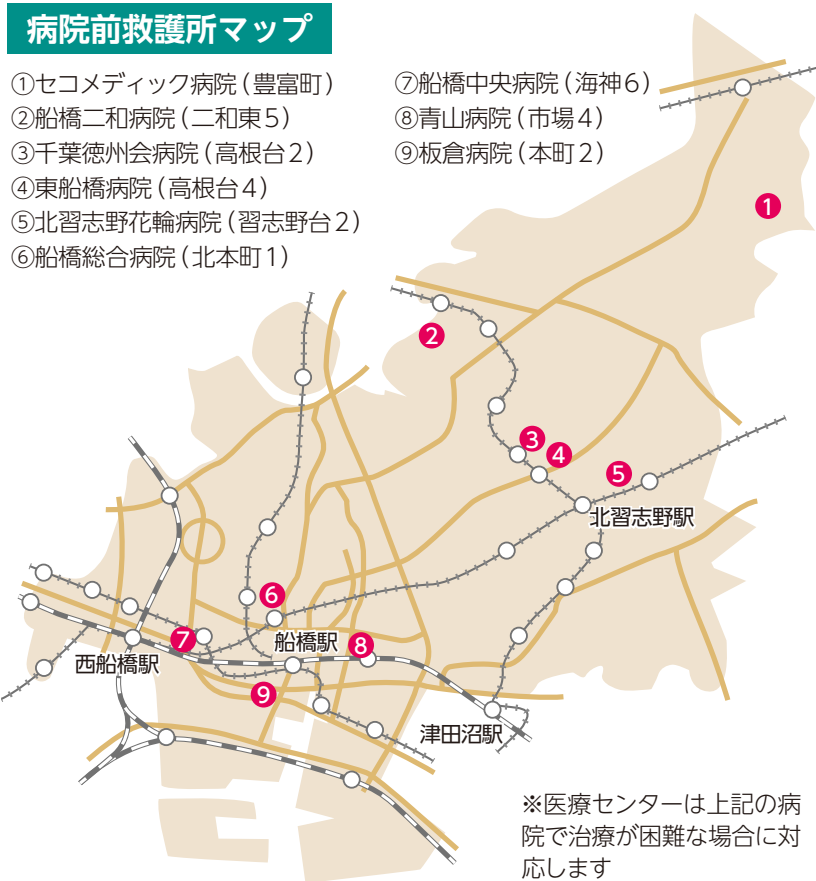 病院前救護所マップ
①セコメディック病院(豊富町)
②船橋二和病院(二和東5)
③千葉徳州会病院(高根台2)
④東船橋病院(高根台4)
⑤北習志野花輪病院(習志野台2)
⑥船橋総合病院(北本町1)
⑦船橋中央病院(海神6)
⑧青山病院(市場4)
⑨板倉病院(本町2)
1
2
3
4
5
北習志野駅
6
7
船橋駅
8
西船橋駅
9
津田沼駅
※医療センターは上記の病
院で治療が困難な場合に対
応します